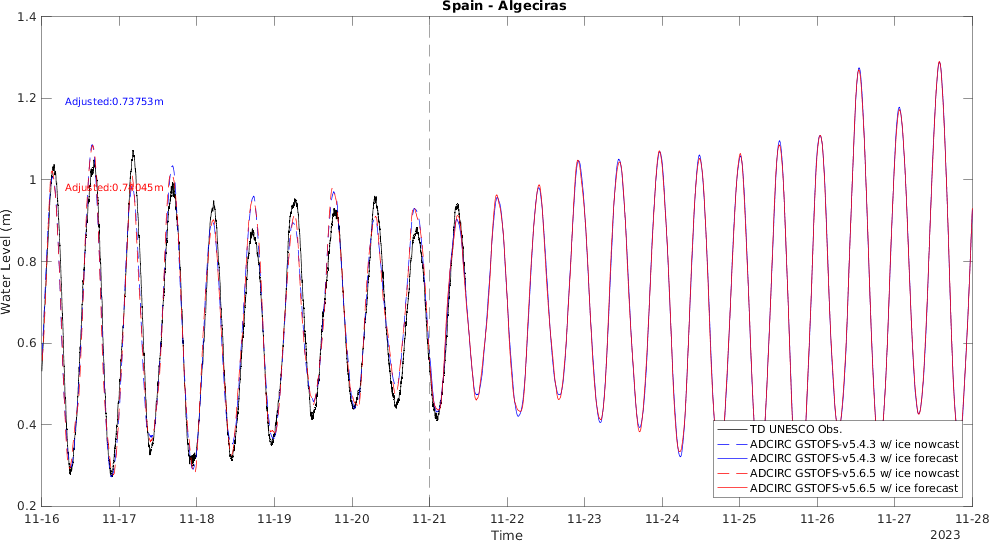 Spain - Algeciras
1.4
1.2
1
0.8
0.6
0.4
0.2
Water Level (m)
Adjusted:0.73753m
Adjusted:0.74045m
TD UNESCO Obs.
ADCIRC GSTOFS-v5.4.3 w/ ice nowcast
ADCIRC GSTOFS-v5.4.3 w/ ice forecast
ADCIRC GSTOFS-v5.6.5 w/ ice nowcast
ADCIRC GSTOFS-v5.6.5 w/ ice forecast
11-16 11-17 11-18 11-19 11-20 11-21 11-22 11-23 11-24 11-25 11-26 11-27 11-28
Time
2023